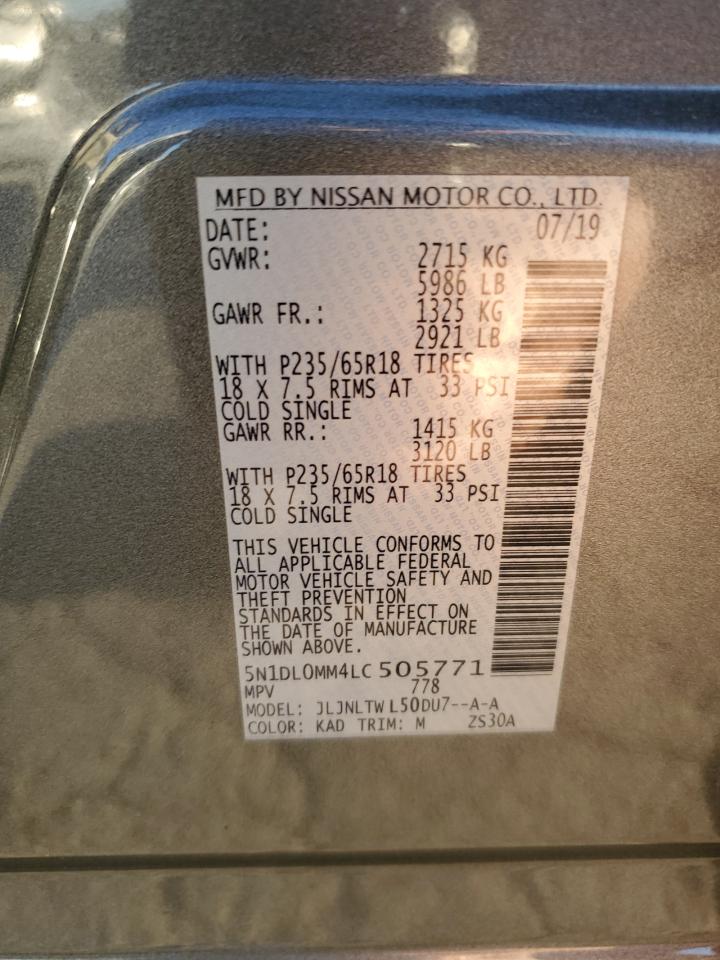 MFD BY NISSAN MOTOR CO., LTD.
DATE: 07/19
GVWR: 2715 KG
5986 LB
GAWR FR.: 1325 KG
2921 LB
WITH P235/65R18 TIRES
18 X 7.5 RIMS AT 33 PSI
COLD SINGLE
GAWR RR.: 1415 KG
3120 LB
WITH P235/65R18 TIRES
18 X 7.5 RIMS AT 33 PSI
COLD SINGLE
THIS VEHICLE CONFORMS TO
ALL APPLICABLE FEDERAL
MOTOR VEHICLE SAFETY AND
THEFT PREVENTION
STANDARDS IN EFFECT ON
THE DATE OF MANUFACTURE
SHOWN ABOVE.
5N1DL0MM4LC505771
MPV 778
MODEL: JLJNLTW L50DU7--A-A
COLOR: KAD TRIM: M ZS30A